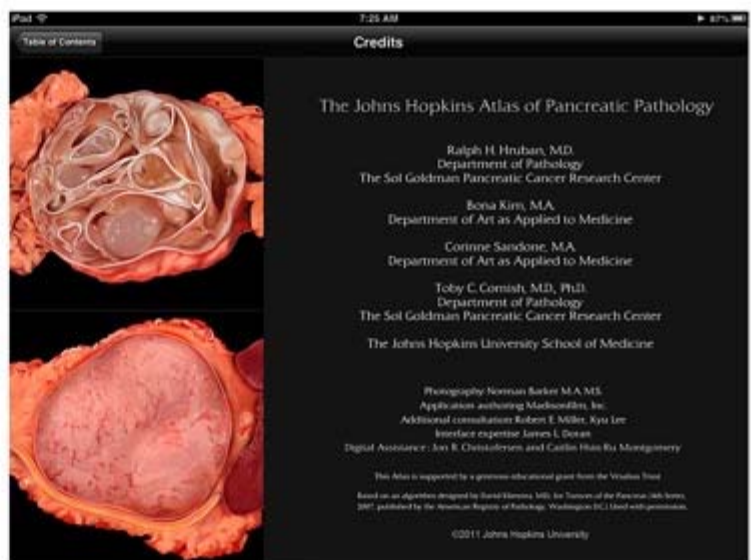 iPad
7:25 AM
87%
Table of Contents
Credits
The Johns Hopkins Atlas of Pancreatic Pathology
Ralph H. Hruban, M.D.
Department of Pathology
The Sol Goldman Pancreatic Cancer Research Center
Bona Kim, M.A.
Department of Art as Applied to Medicine
Corinne Sandone, M.A.
Department of Art as Applied to Medicine
Toby C. Cornish, M.D., Ph.D.
Department of Pathology
The Sol Goldman Pancreatic Cancer Research Center
The Johns Hopkins University School of Medicine
Photography: Norman Barker M.A. M.S.
Application authoring Madisonfilm, Inc.
Additional consultation: Robert E. Miller, Kyu Lee
Interface expertise James L. Doran
Digital Assistance: Jon R. Christofersen and Caitlin Montgomery
This Atlas is supported by a generous educational grant from the Trust
Based on an algorithm designed by David MD, for Tumors of the Pancreas, 4th Series,
2007, published by the American Registry of Pathology, Washington D.C. Used with permission.
©2011 Johns Hopkins University